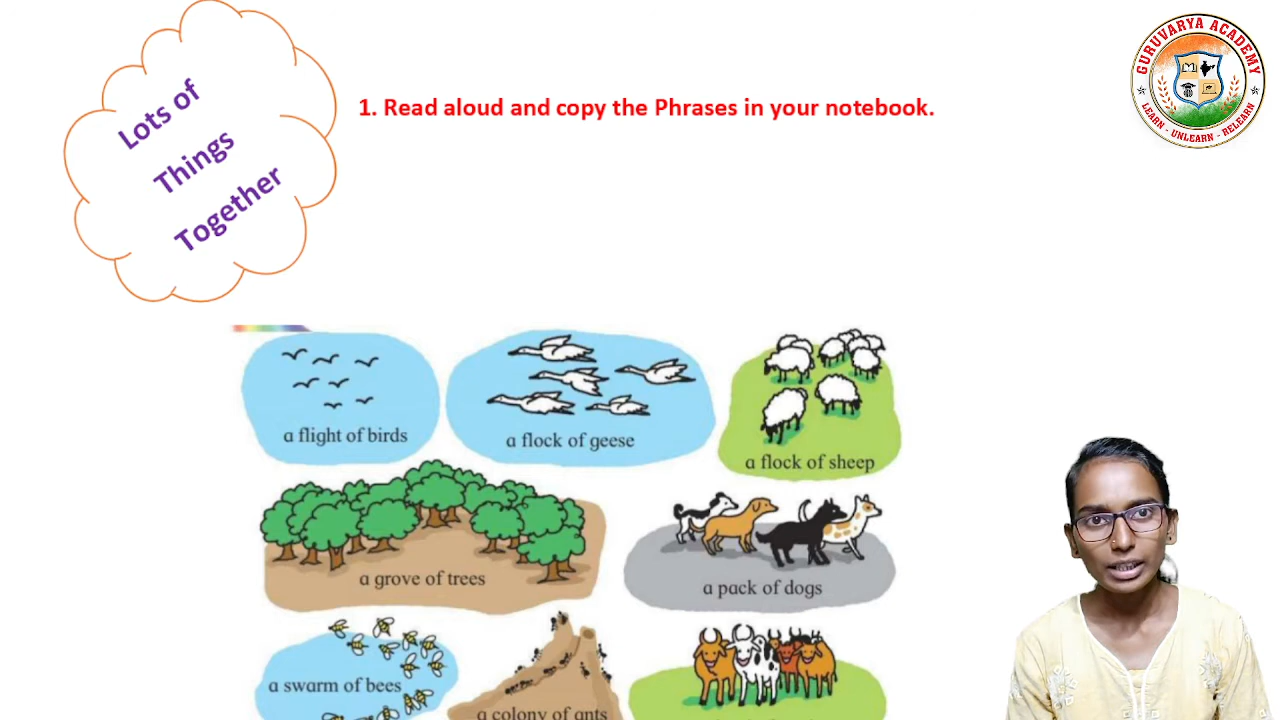 Lots of
Things
Together
1. Read aloud and copy the Phrases in your notebook.
GURUVARYA ACADEMY
LEARN - UNLEARN - RELEARN
a flight of birds
a flock of geese
a flock of sheep
a grove of trees
a pack of dogs
a swarm of bees
a colony of ants